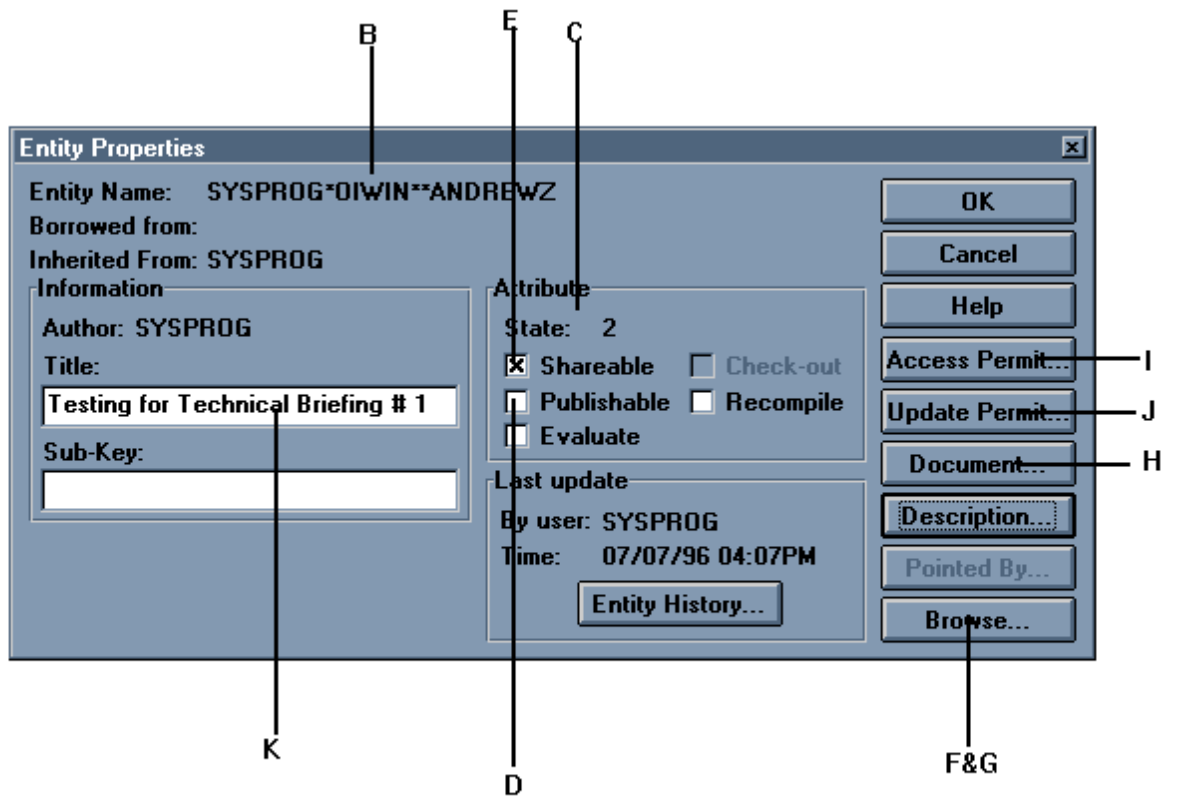 E
B
C
Entity Properties
Entity Name: SYSPROG*OIWIN**ANDREWZ
Borrowed from:
Inherited From: SYSPROG
Information
Author: SYSPROG
Title:
Testing for Technical Briefing # 1
Sub-Key:
Attribute
State: 2
Shareable
Check-out
Publishable
Recompile
Evaluate
Last update
By user: SYSPROG
Time: 07/07/96 04:07PM
Entity History...
OK
Cancel
Help
Access Permit...
I
Update Permit...
J
Document...
H
Description...
Pointed By...
Browse...
K
D
F&G